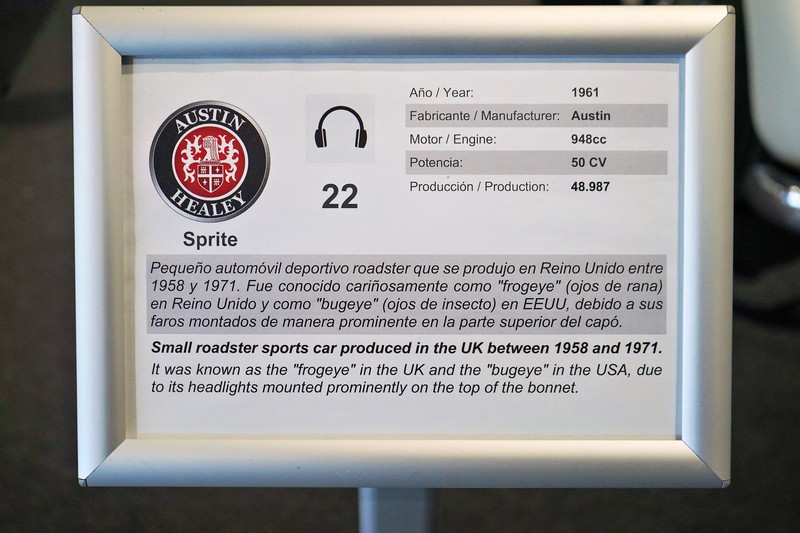 AUSTIN
HEALEY
Sprite
22
Año / Year: 1961
Fabricante / Manufacturer: Austin
Motor / Engine: 948cc
Potencia: 50 CV
Producción / Production: 48.987
Pequeño automóvil deportivo roadster que se produjo en Reino Unido entre
1958 y 1971. Fue conocido cariñosamente como "frogeye" (ojos de rana)
en Reino Unido y como "bugeye" (ojos de insecto) en EEUU, debido a sus
faros montados de manera prominente en la parte superior del capó.
Small roadster sports car produced in the UK between 1958 and 1971.
It was known as the "frogeye" in the UK and the "bugeye" in the USA, due
to its headlights mounted prominently on the top of the bonnet.